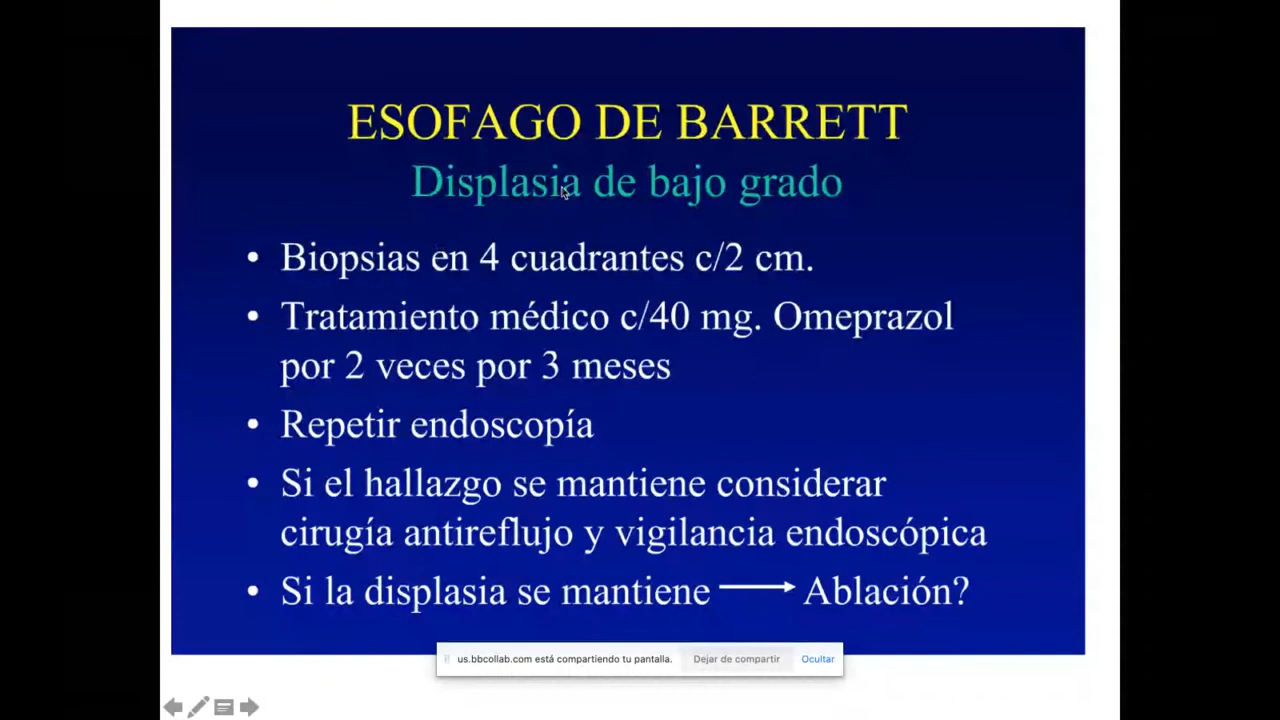 ESOFAGO DE BARRETT
Displasia de bajo grado
• Biopsias en 4 cuadrantes c/2 cm.
• Tratamiento médico c/40 mg. Omeprazol
por 2 veces por 3 meses
• Repetir endoscopía
• Si el hallazgo se mantiene considerar
cirugía antireflujo y vigilancia endoscópica
• Si la displasia se mantiene ⟶ Ablación?
us.bbcollab.com está compartiendo tu pantalla. Dejar de compartir Ocultar